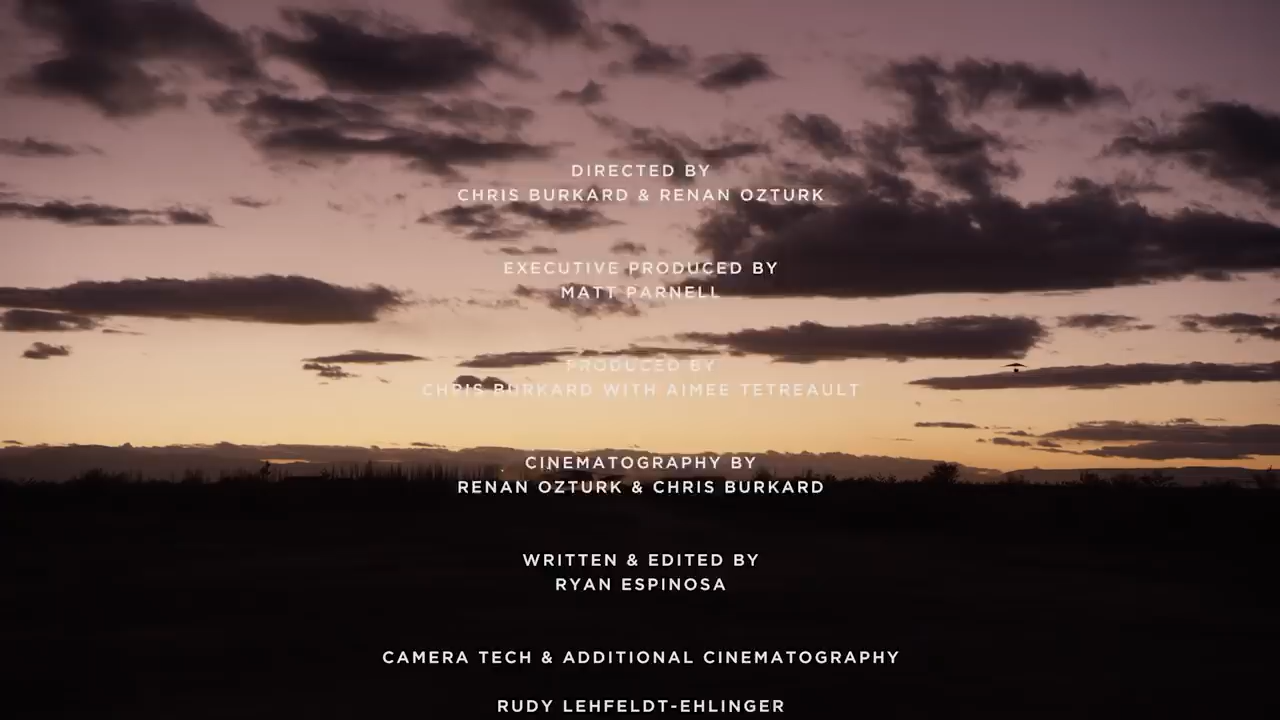 DIRECTED BY
CHRIS BURKARD & RENAN OZTURK
EXECUTIVE PRODUCED BY
MATT PARNELL
PRODUCED BY
CHRIS BURKARD WITH AIMEE TETREAULT
CINEMATOGRAPHY BY
RENAN OZTURK & CHRIS BURKARD
WRITTEN & EDITED BY
RYAN ESPINOSA
CAMERA TECH & ADDITIONAL CINEMATOGRAPHY
RUDY LEHFELDT-EHLINGER